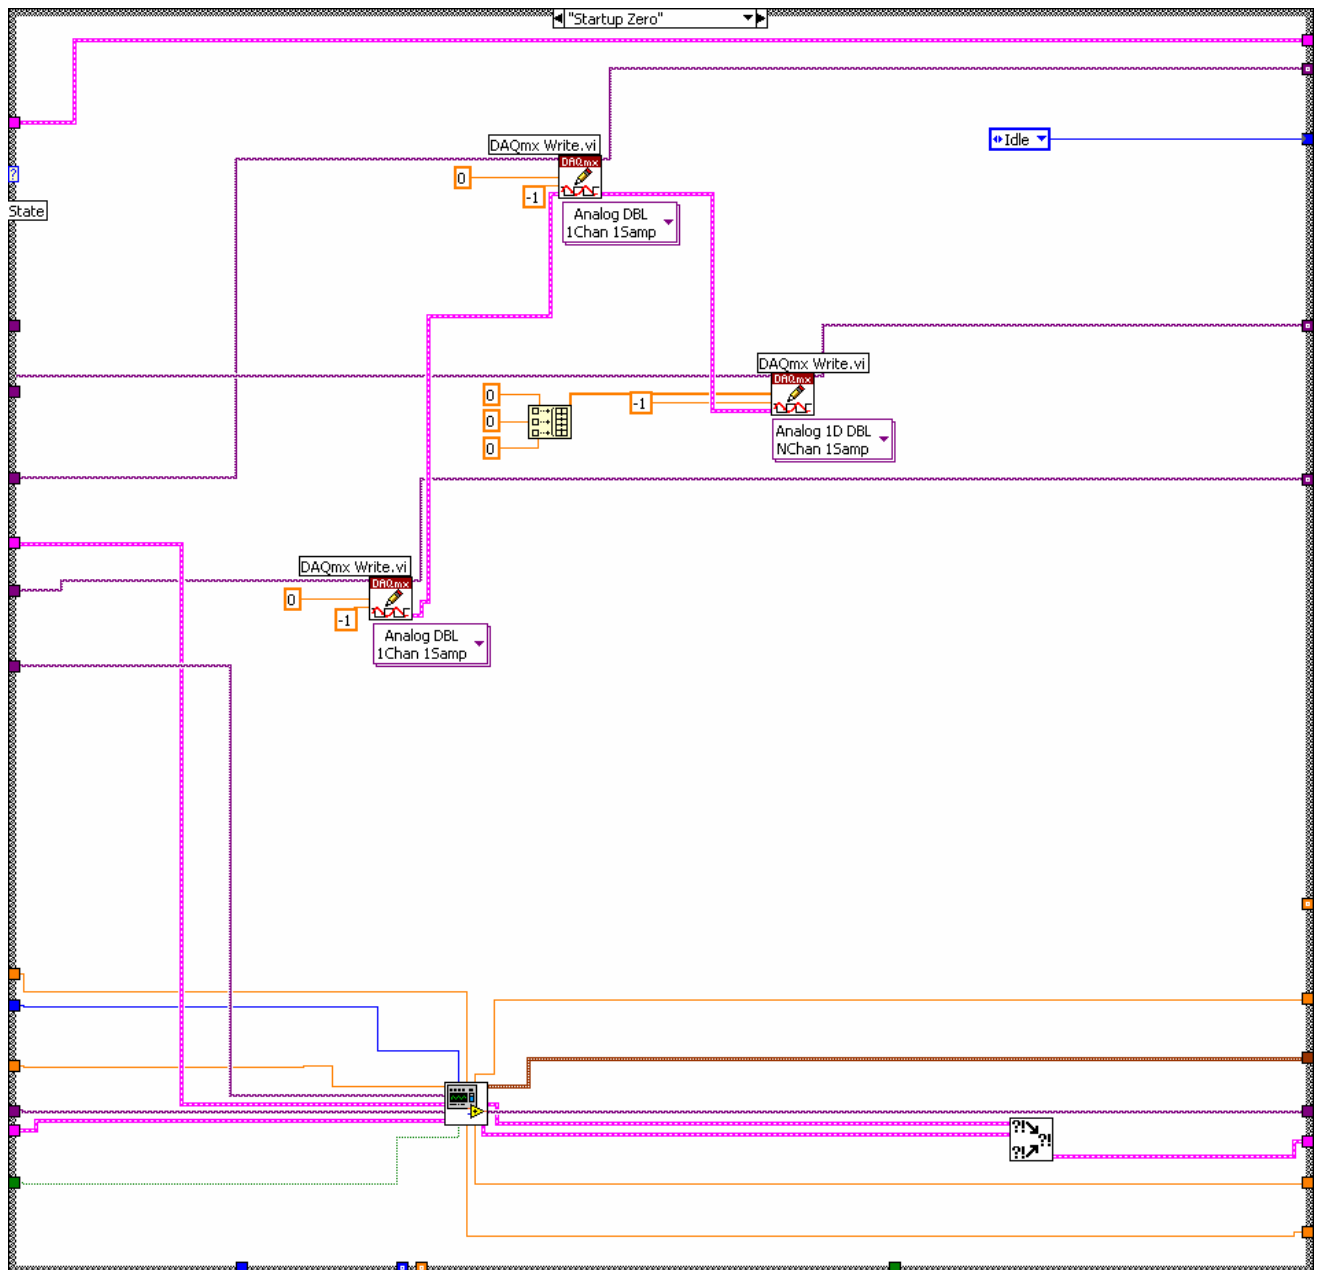 "Startup Zero"
DAQmx Write.vi
Idle
DAQmx
0
?
-1
State
Analog DBL
1Chan 1Samp
DAQmx Write.vi
DAQmx
0
-1
0
Analog 1D DBL
NChan 1Samp
0
DAQmx Write.vi
DAQmx
0
-1
Analog DBL
1Chan 1Samp
?!
?!
?!